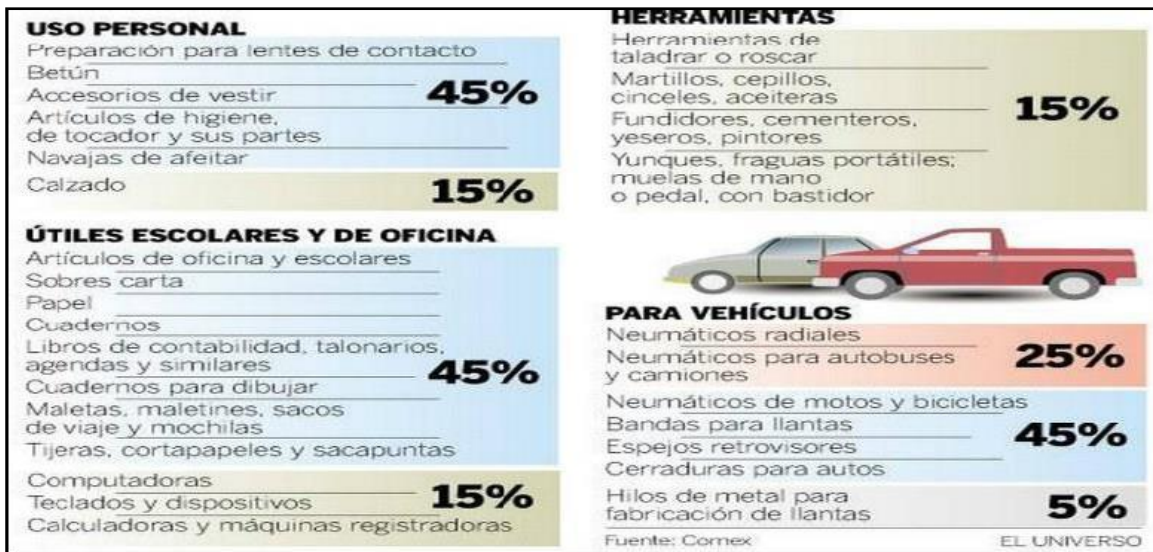 USO PERSONAL
Preparación para lentes de contacto
Betún
Accesorios de vestir
45%
Artículos de higiene,
de tocador y sus partes
Navajas de afeitar
Calzado
15%
ÚTILES ESCOLARES Y DE OFICINA
Artículos de oficina y escolares
Sobres carta
Papel
Cuadernos
Libros de contabilidad, talonarios,
agendas y similares
45%
Cuadernos para dibujar
Maletas, maletines, sacos
de viaje y mochilas
Tijeras, cortapapeles y sacapuntas
Computadoras
Teclados y dispositivos
15%
Calculadoras y máquinas registradoras
HERRAMIENTAS
Herramientas de
taladrar o roscar
Martillos, cepillos,
cinceles, aceiteras
15%
Fundidores, cementeros,
yeseros, pintores
Yunques, fraguas portátiles;
muelas de mano
o pedal, con bastidor
PARA VEHÍCULOS
Neumáticos radiales
25%
Neumáticos para autobuses
y camiones
Neumáticos de motos y bicicletas
Bandas para llantas
45%
Espejos retrovisores
Cerraduras para autos
Hilos de metal para
fabricación de llantas
5%
Fuente: Comex
EL UNIVERSO